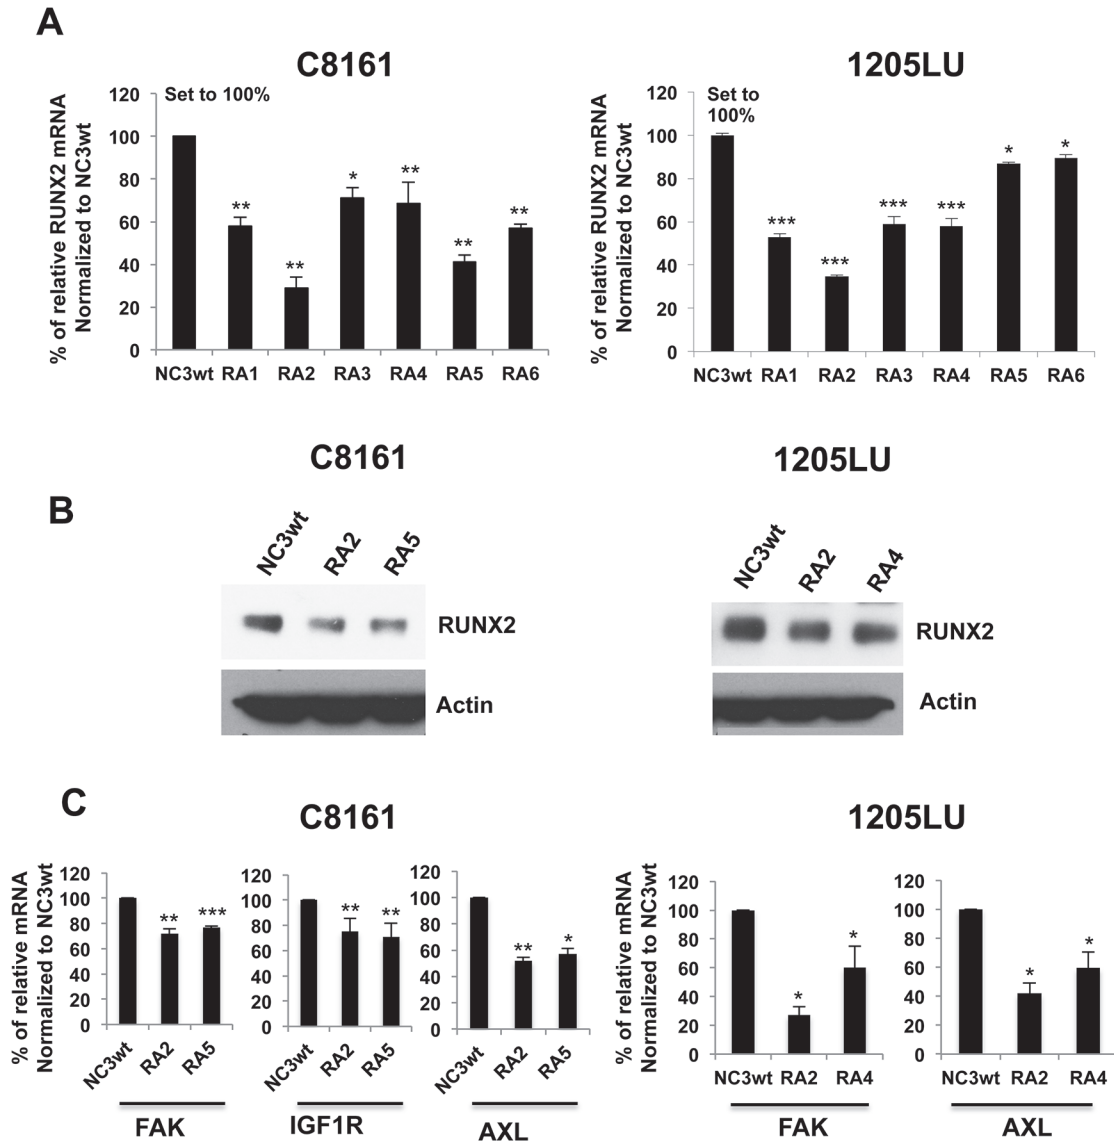 A
C8161
1205LU
% of relative RUNX2 mRNA
Normalized to NC3wt
120
100
80
60
40
20
0
Set to 100%
**
**
*
**
**
**
NC3wt RA1 RA2 RA3 RA4 RA5 RA6
% of relative RUNX2 mRNA
Normalized to NC3wt
120
100
80
60
40
20
0
Set to
100%
***
***
***
***
*
*
NC3wt RA1 RA2 RA3 RA4 RA5 RA6
B
C8161
1205LU
NC3wt RA2 RA5
RUNX2
Actin
NC3wt RA2 RA4
RUNX2
Actin
C
C8161
1205LU
% of relative mRNA
Normalized to NC3wt
120
100
80
60
40
20
0
**
***
NC3wt RA2 RA5
FAK
120
100
80
60
40
20
0
**
**
NC3wt RA2 RA5
IGF1R
120
100
80
60
40
20
0
**
*
NC3wt RA2 RA5
AXL
% of relative mRNA
Normalized to NC3wt
120
100
80
60
40
20
0
*
*
NC3wt RA2 RA4
FAK
120
100
80
60
40
20
0
*
*
NC3wt RA2 RA4
AXL